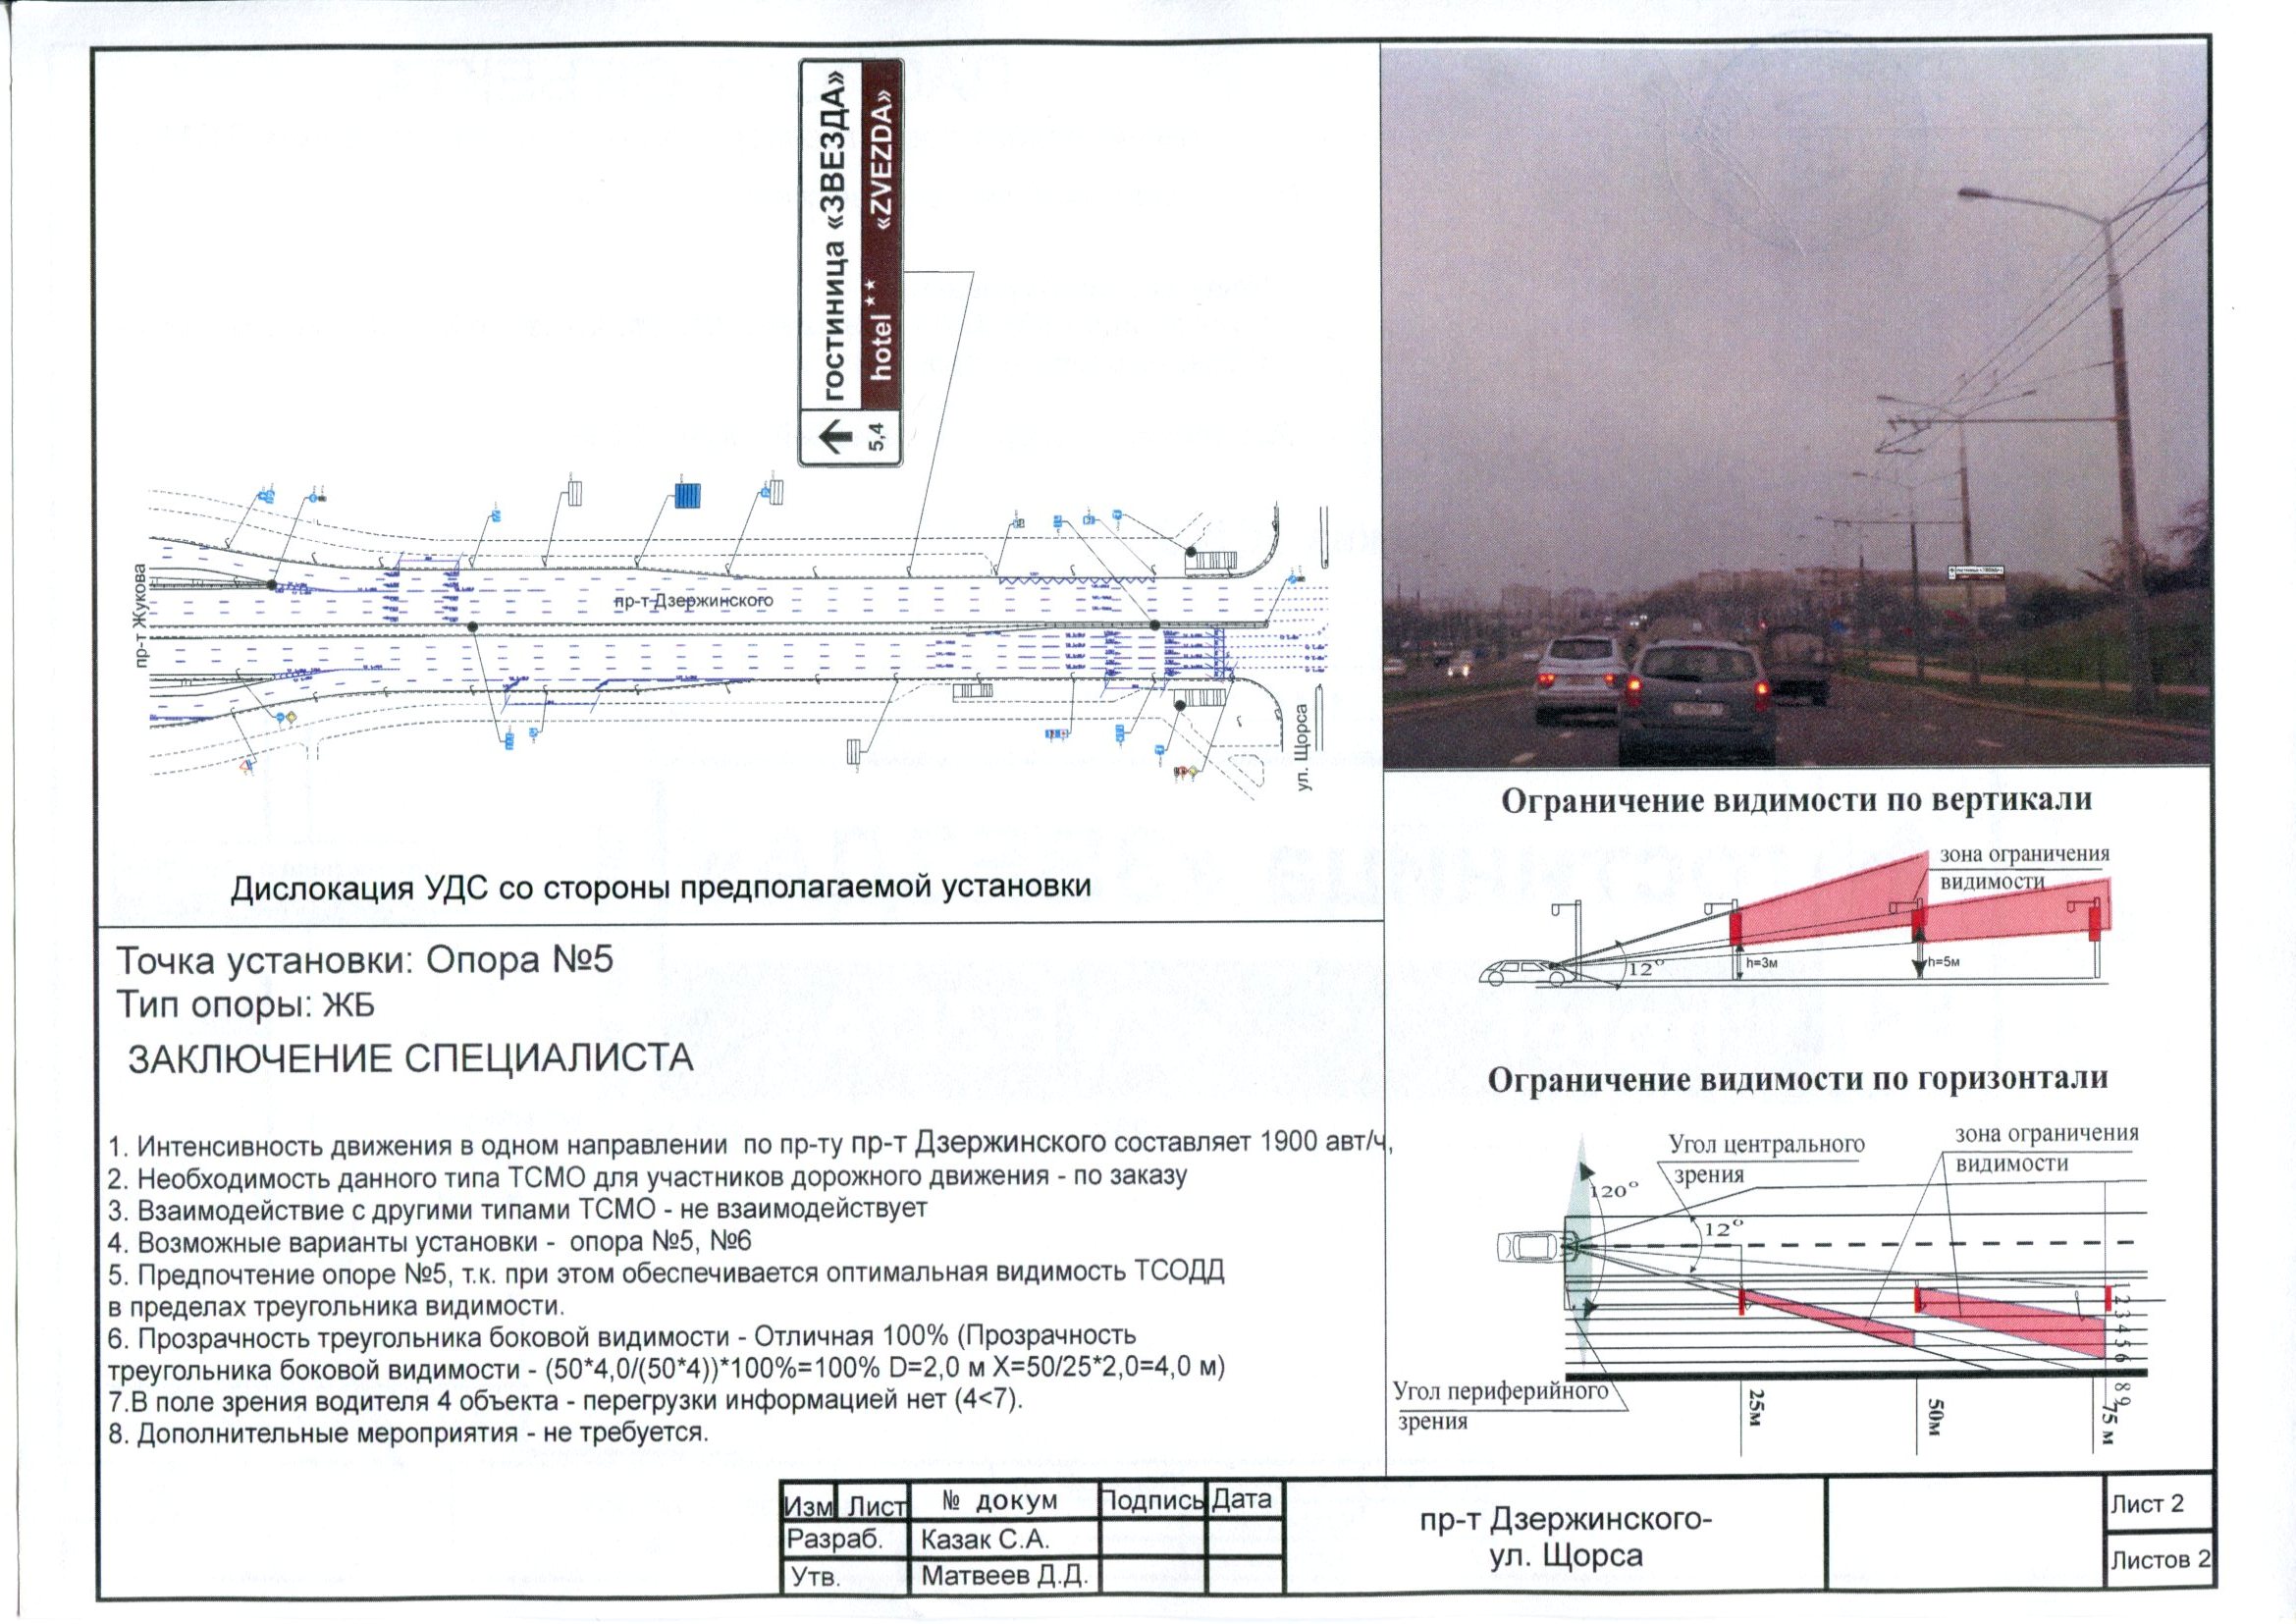 гостиница «ЗВЕЗДА»
hotel ** «ZVEZDA»
5,4
пр-т Жукова
пр-т Дзержинского
ул. Щорса
Дислокация УДС со стороны предполагаемой установки
Точка установки: Опора №5
Тип опоры: ЖБ
ЗАКЛЮЧЕНИЕ СПЕЦИАЛИСТА
1. Интенсивность движения в одном направлении по пр-ту пр-т Дзержинского составляет 1900 авт/ч,
2. Необходимость данного типа ТСМО для участников дорожного движения - по заказу
3. Взаимодействие с другими типами ТСМО - не взаимодействует
4. Возможные варианты установки - опора №5, №6
5. Предпочтение опоре №5, т.к. при этом обеспечивается оптимальная видимость ТСОДД
в пределах треугольника видимости.
6. Прозрачность треугольника боковой видимости - Отличная 100% (Прозрачность
треугольника боковой видимости - (50*4,0/(50*4))*100%=100% D=2,0 м X=50/25*2,0=4,0 м)
7.В поле зрения водителя 4 объекта - перегрузки информацией нет (4<7).
8. Дополнительные мероприятия - не требуется.
Ограничение видимости по вертикали
зона ограничения
видимости
12°
h=3м
h=5м
Ограничение видимости по горизонтали
Угол центрального
зрения
зона ограничения
видимости
120°
12°
1 2 3 4 5 6
8 9
Угол периферийного
зрения
25м
50м
75 м
Изм Лист № докум Подпись Дата
Разраб. Казак С.А.
Утв. Матвеев Д.Д.
пр-т Дзержинского-
ул. Щорса
Лист 2
Листов 2